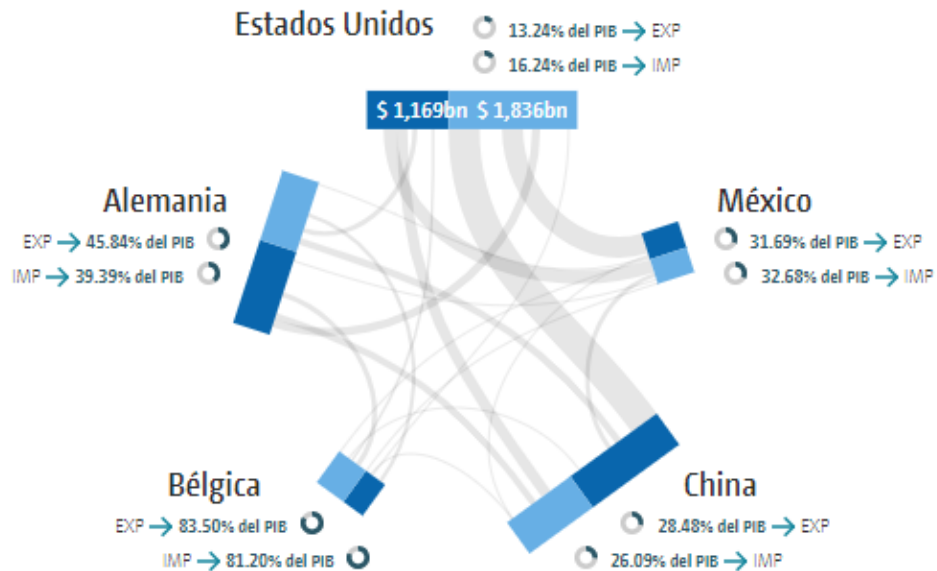 Estados Unidos
13.24% del PIB → EXP
16.24% del PIB → IMP
$ 1,169bn $ 1,836bn
Alemania
EXP → 45.84% del PIB
IMP → 39.39% del PIB
México
31.69% del PIB → EXP
32.68% del PIB → IMP
Bélgica
EXP → 83.50% del PIB
IMP → 81.20% del PIB
China
28.48% del PIB → EXP
26.09% del PIB → IMP